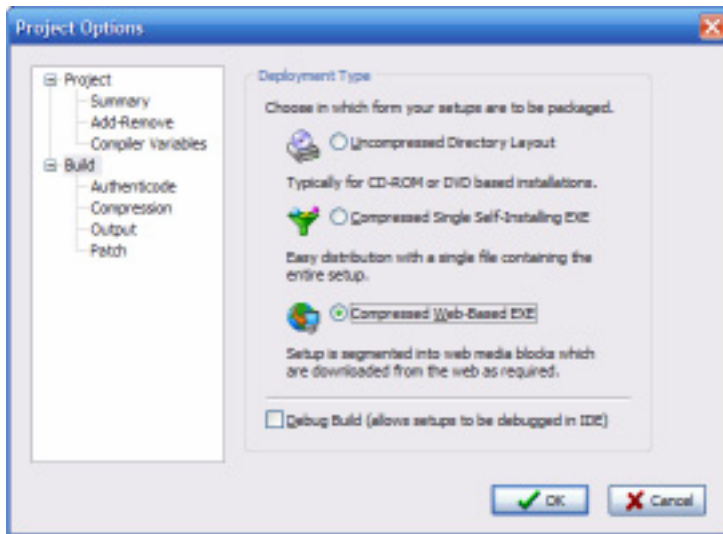 Project Options
Project
Summary
Add-Remove
Compiler Variables
Build
Authenticode
Compression
Output
Patch
Deployment Type
Choose in which form your setups are to be packaged.
Uncompressed Directory Layout
Typically for CD-ROM or DVD based installations.
Compressed Single Self-Installing EXE
Easy distribution with a single file containing the
entire setup.
Compressed Web-Based EXE
Setup is segmented into web media blocks which
are downloaded from the web as required.
Debug Build (allows setups to be debugged in IDE)
OK
Cancel